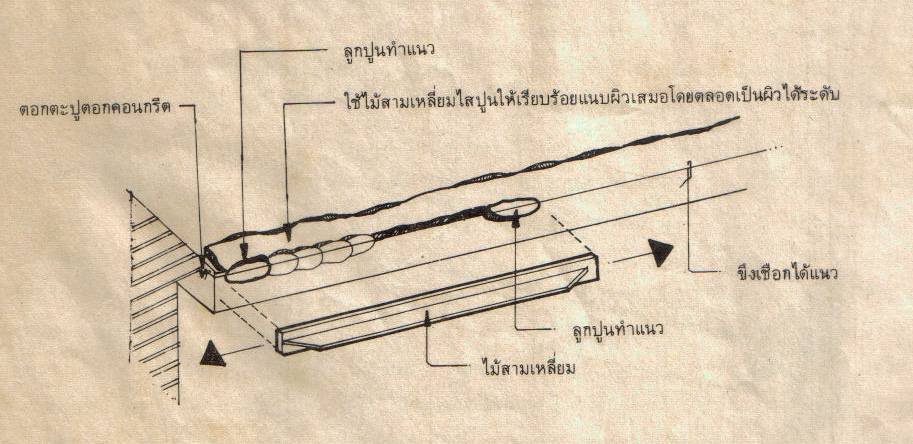 ลูกปูนทำแนว
ใช้ไม้สามเหลี่ยมไสปูนให้เรียบร้อยแนบผิวเสมอโดยตลอดเป็นผิวได้ระดับ
ตอกตะปูตอกคอนกรีต
ขึงเชือกได้แนว
ลูกปูนทำแนว
ไม้สามเหลี่ยม